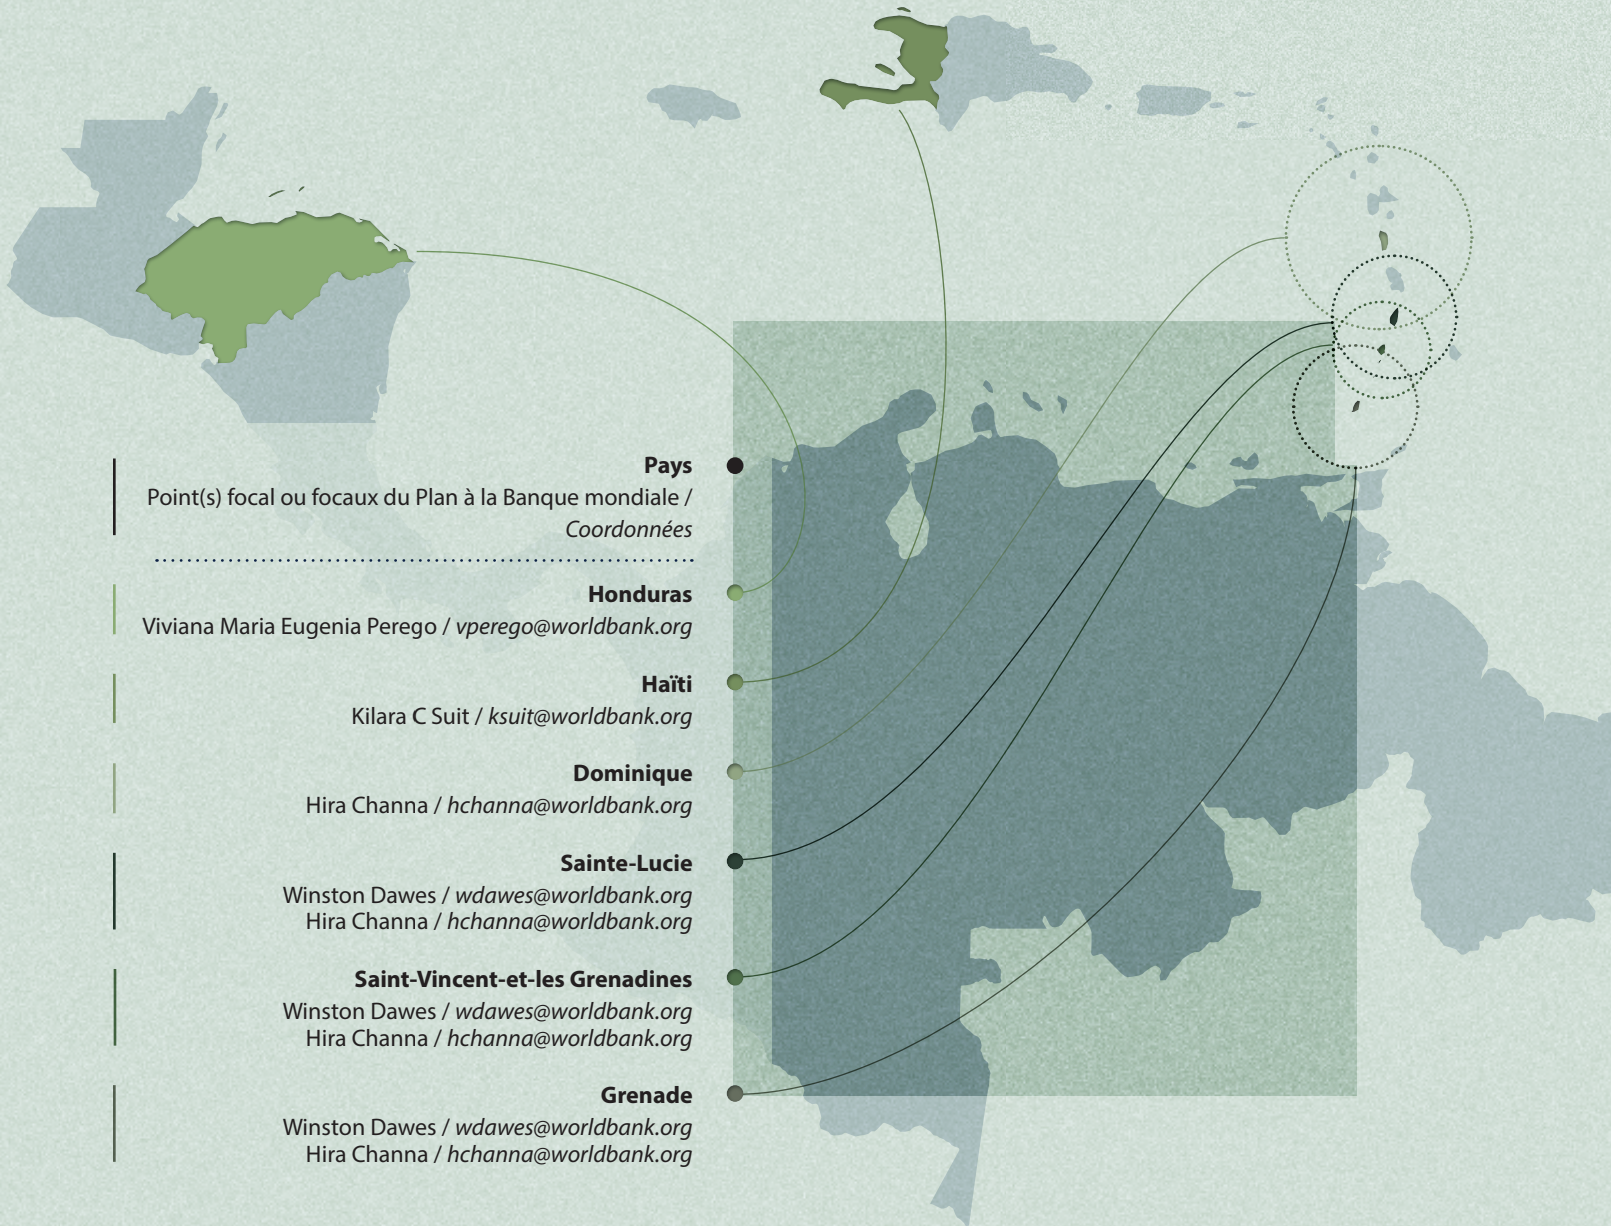 Pays
Point(s) focal ou focaux du Plan à la Banque mondiale /
Coordonnées
Honduras
Viviana Maria Eugenia Perego / vperego@worldbank.org
Haïti
Kilara C Suit / ksuit@worldbank.org
Dominique
Hira Channa / hchanna@worldbank.org
Sainte-Lucie
Winston Dawes / wdawes@worldbank.org
Hira Channa / hchanna@worldbank.org
Saint-Vincent-et-les Grenadines
Winston Dawes / wdawes@worldbank.org
Hira Channa / hchanna@worldbank.org
Grenade
Winston Dawes / wdawes@worldbank.org
Hira Channa / hchanna@worldbank.org